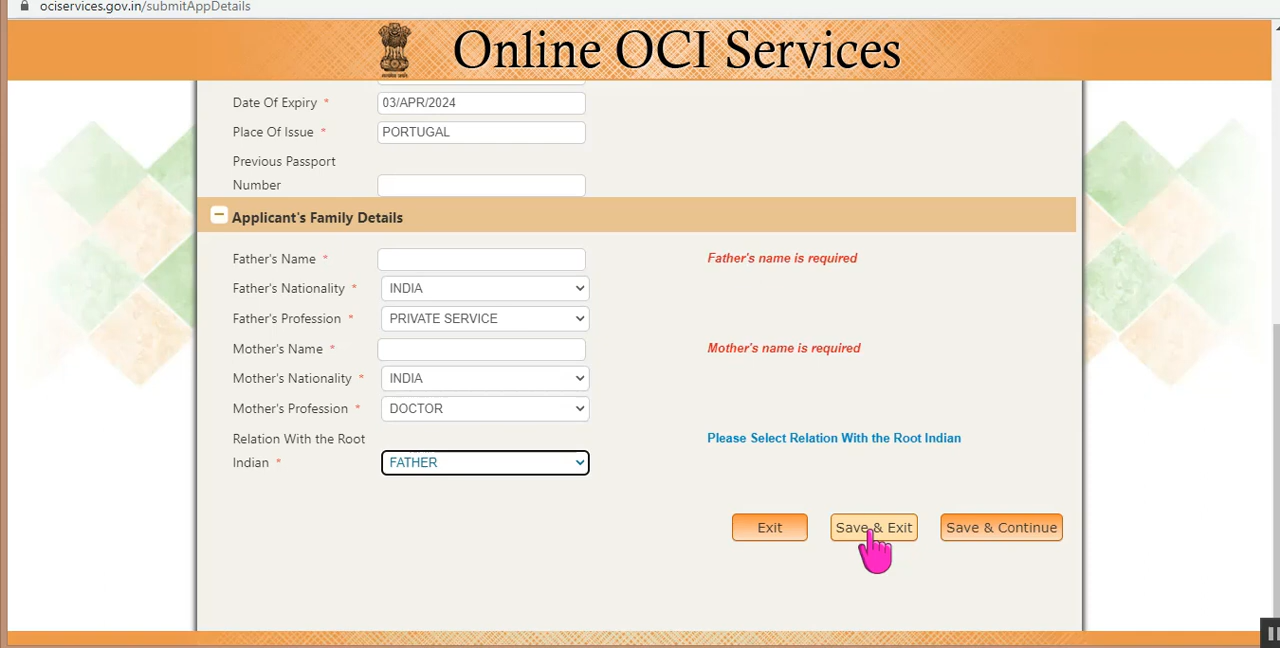 ociservices.gov.in/submitAppDetails
Online OCI Services
Date Of Expiry * 03/APR/2024
Place Of Issue * PORTUGAL
Previous Passport
Number
Applicant's Family Details
Father's Name * Father's name is required
Father's Nationality * INDIA
Father's Profession * PRIVATE SERVICE
Mother's Name * Mother's name is required
Mother's Nationality * INDIA
Mother's Profession * DOCTOR
Relation With the Root Please Select Relation With the Root Indian
Indian * FATHER
Exit Save & Exit Save & Continue